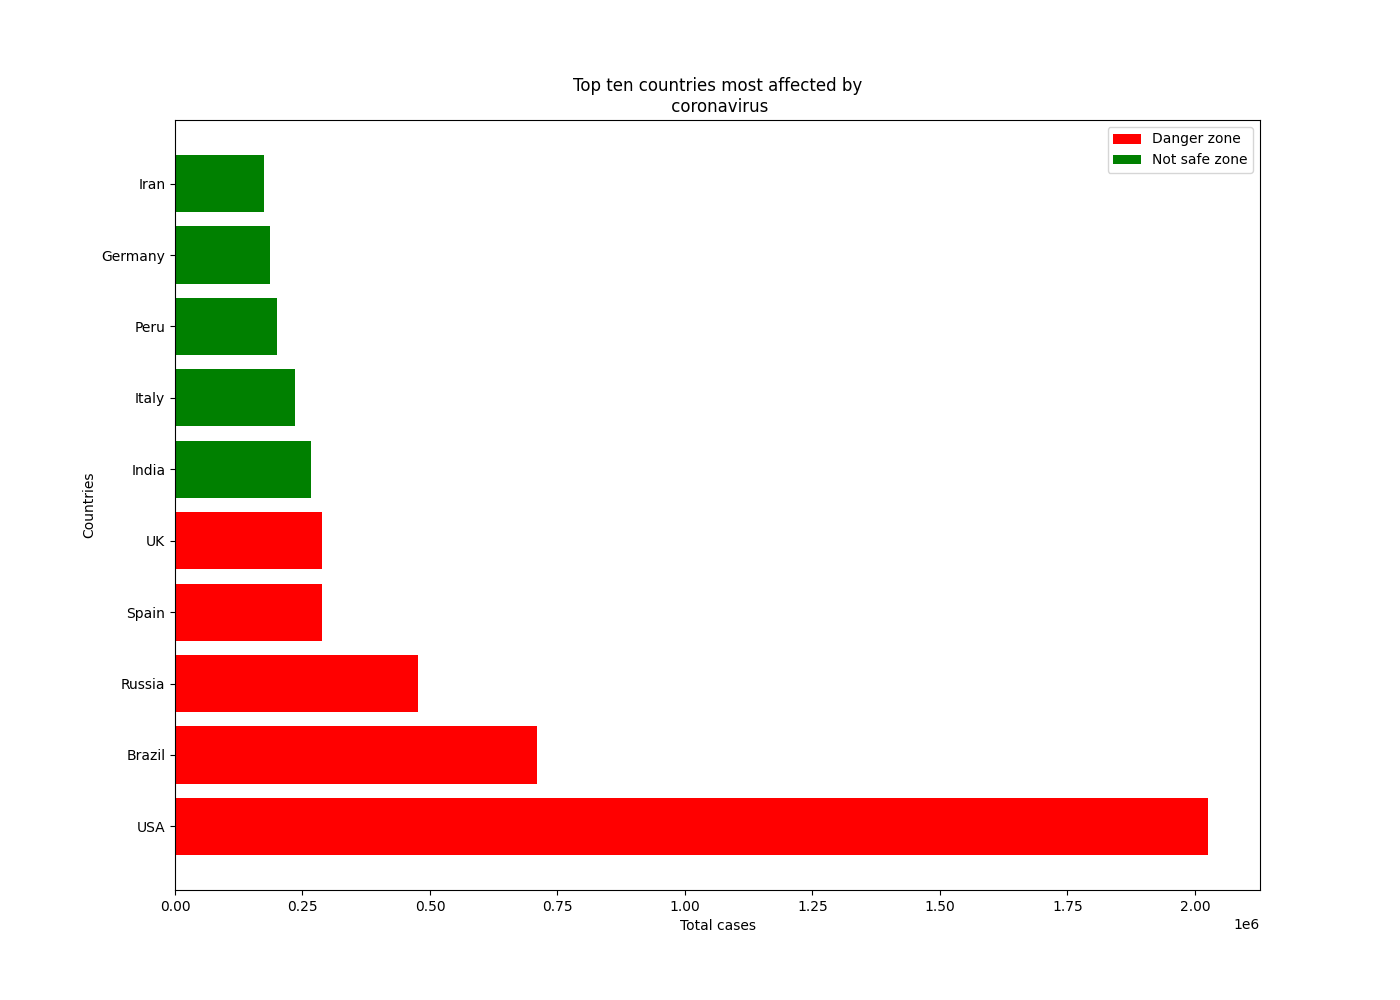 Top ten countries most affected by
coronavirus
Danger zone
Not safe zone
Iran
Germany
Peru
Italy
India
UK
Spain
Russia
Brazil
USA
Countries
0.00 0.25 0.50 0.75 1.00 1.25 1.50 1.75 2.00
Total cases
1e6